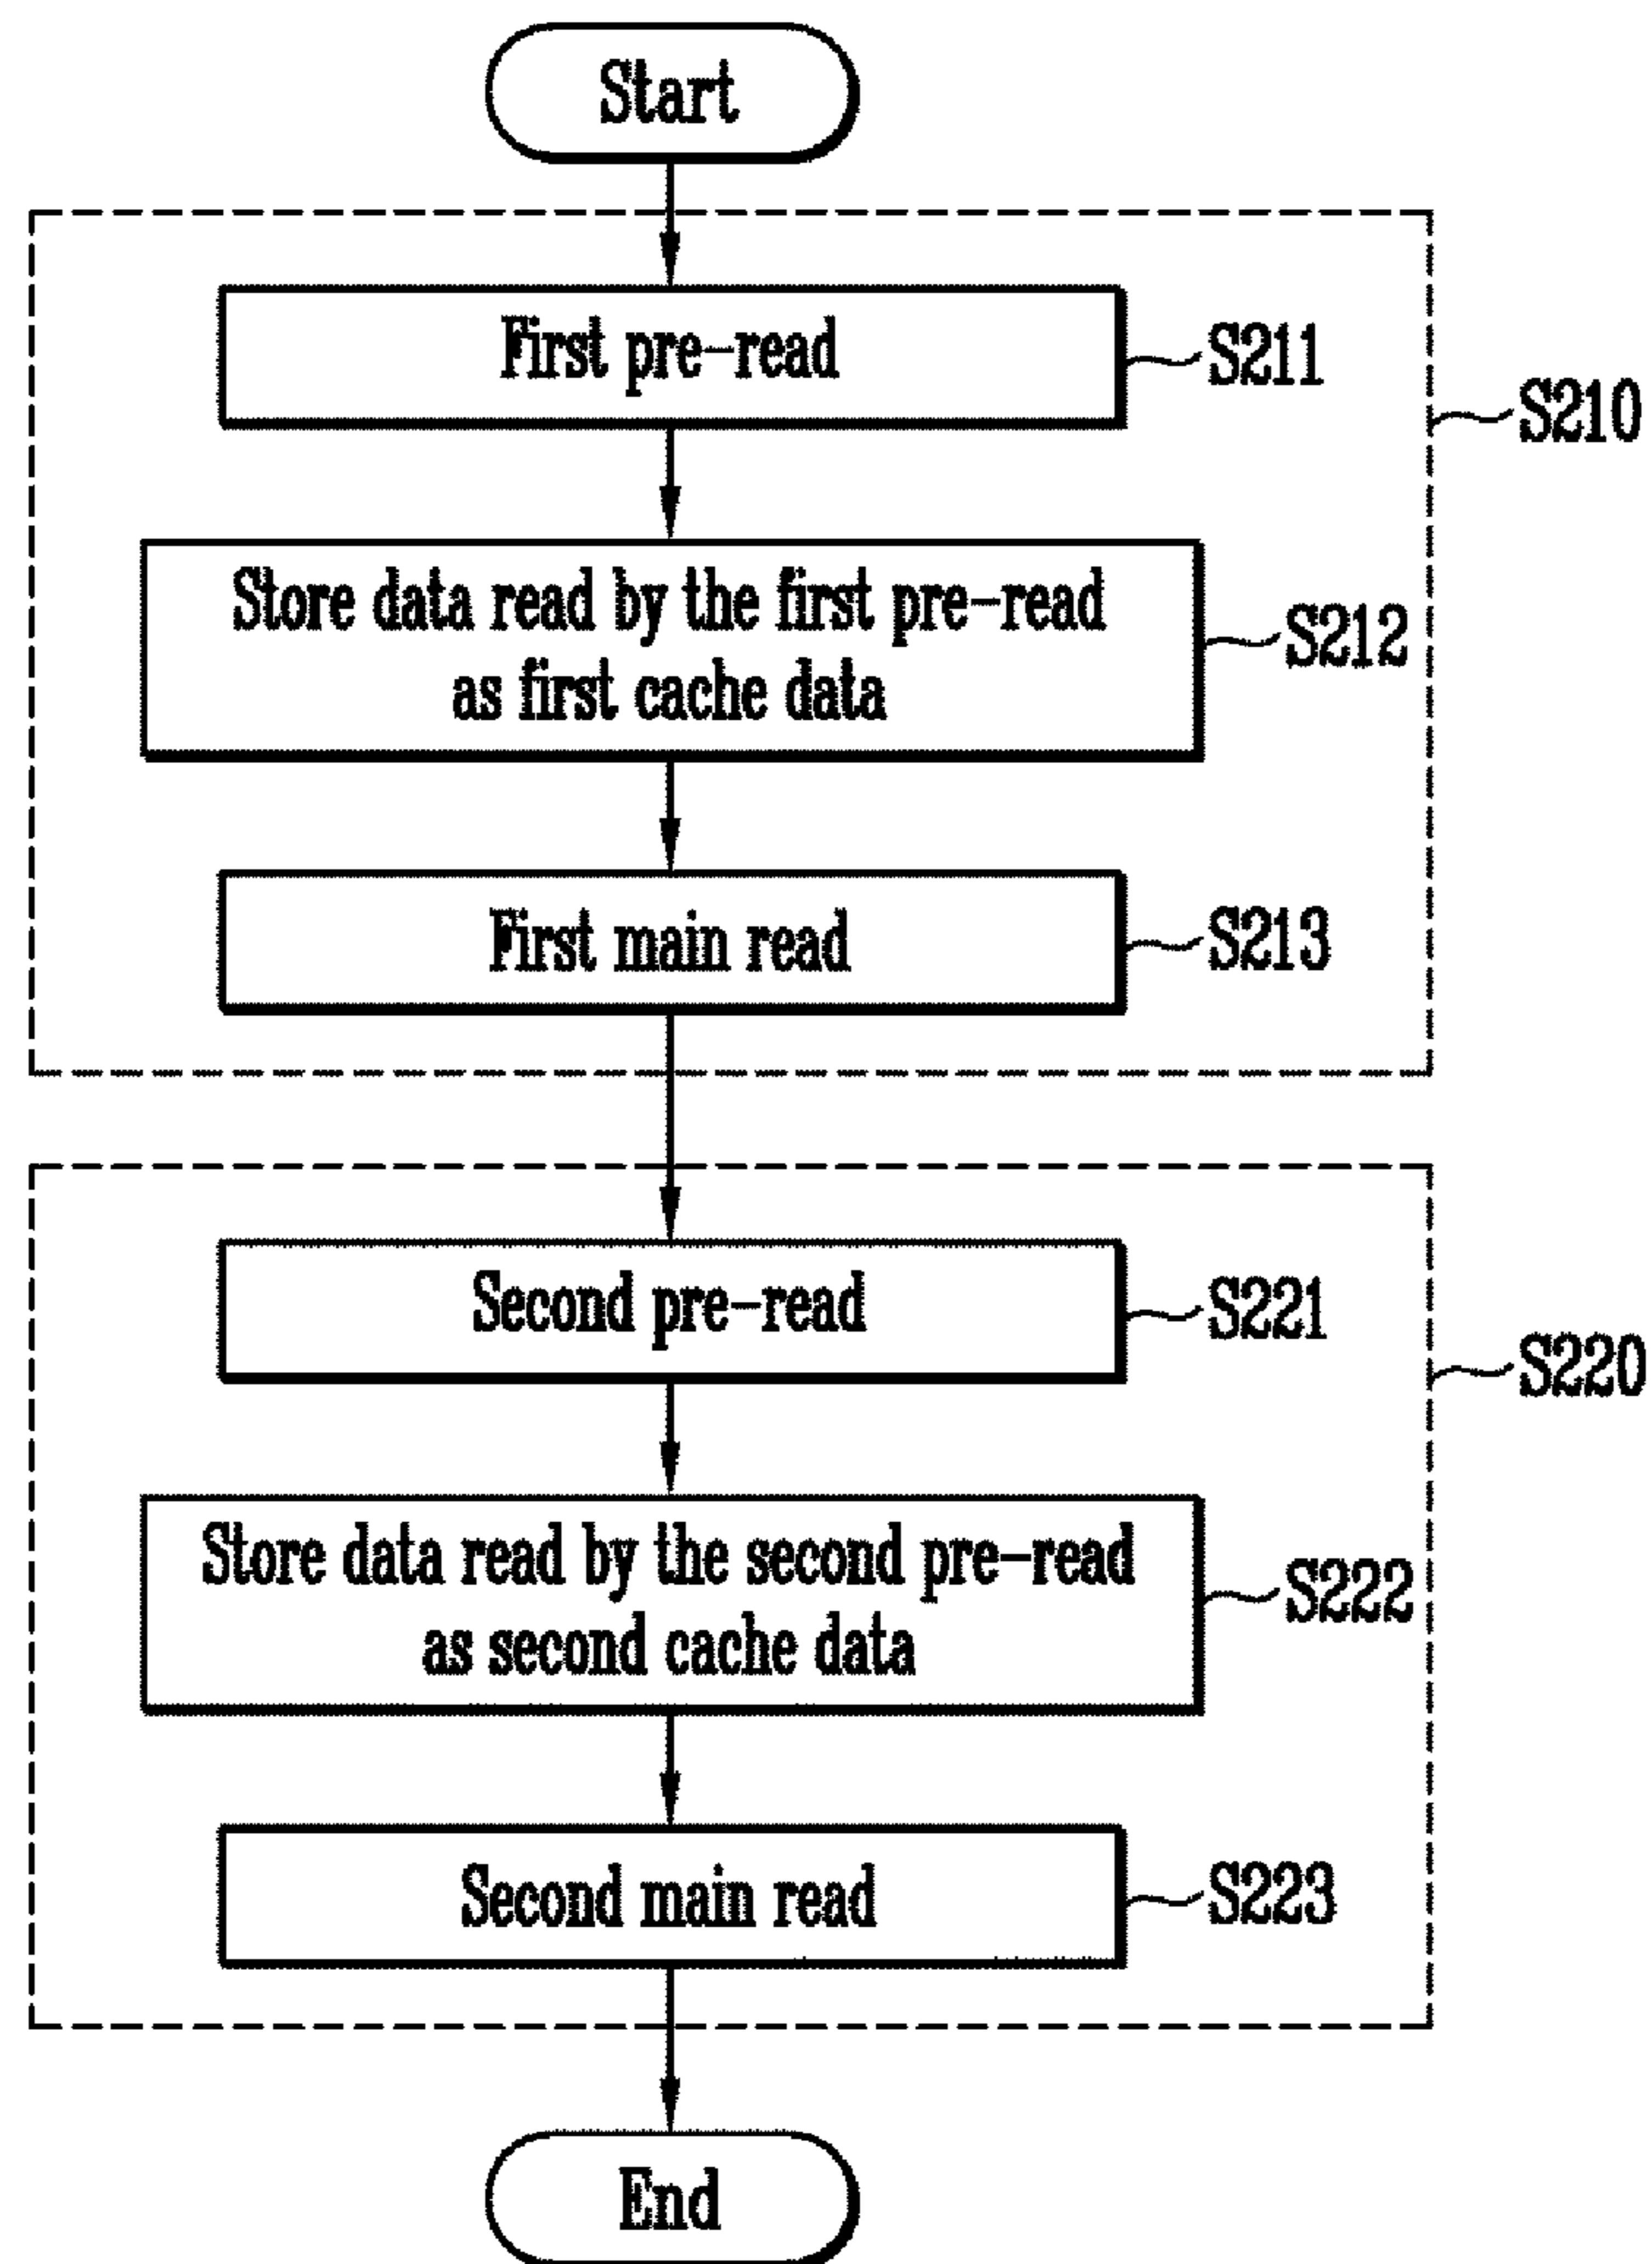 Start
First pre-read
S211
S210
Store data read by the first pre-read
as first cache data
S212
First main read
S213
Second pre-read
S221
S220
Store data read by the second pre-read
as second cache data
S222
Second main read
S223
End